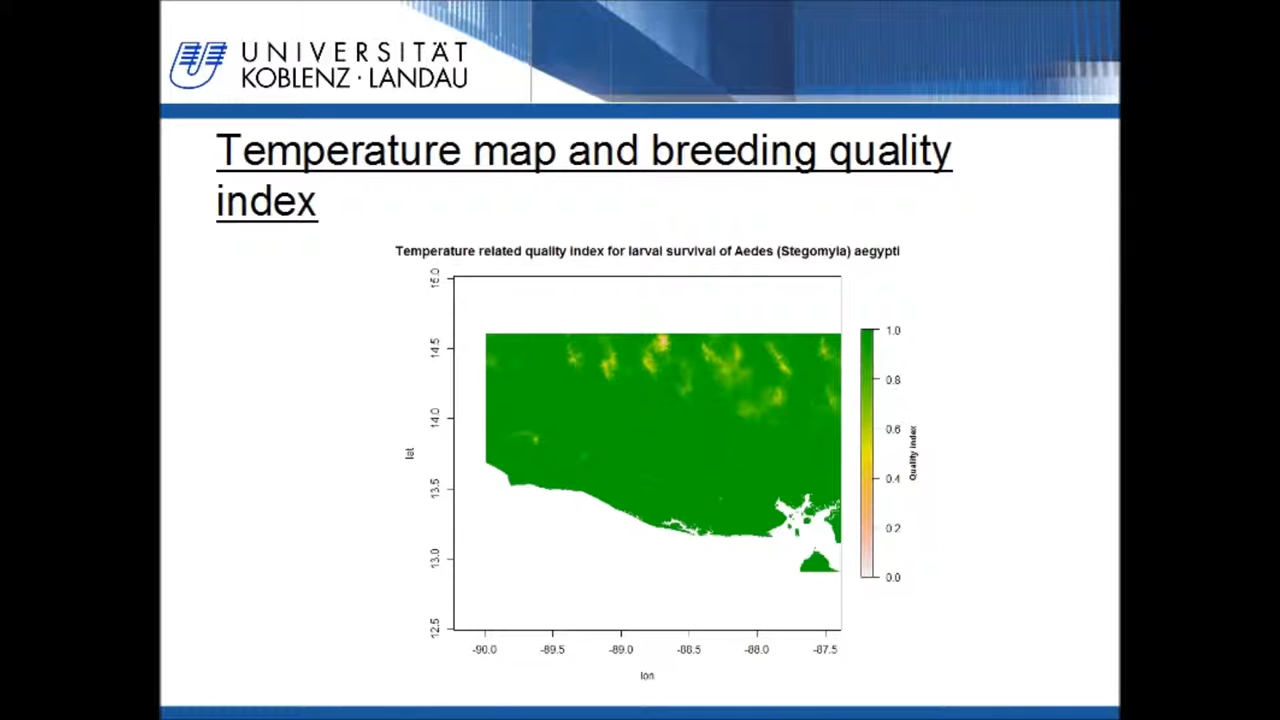 UNIVERSITÄT
KOBLENZ · LANDAU
Temperature map and breeding quality
index
Temperature related quality index for larval survival of Aedes (Stegomyia) aegypti
15.0
14.5
14.0
13.5
13.0
12.5
lat
-90.0 -89.5 -89.0 -88.5 -88.0 -87.5
lon
1.0
0.8
0.6
0.4
0.2
0.0
Quality index